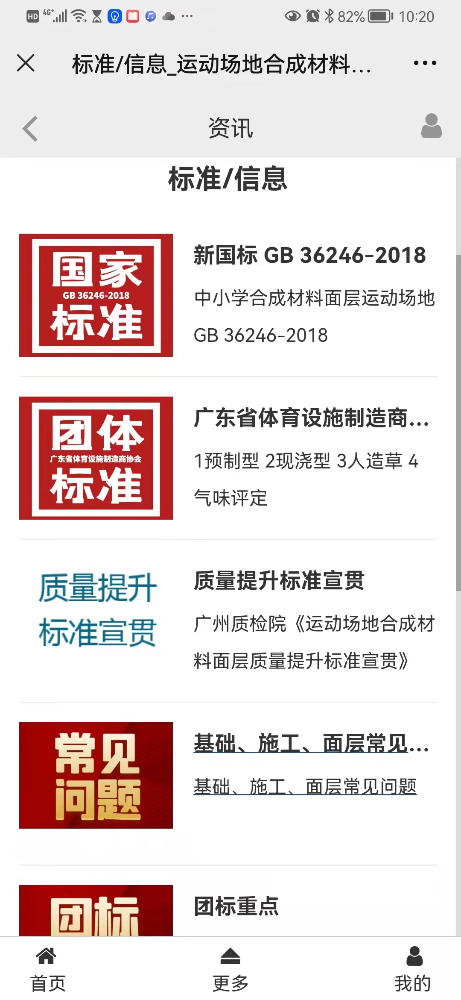 HD 4G+ 82% 10:20
标准/信息_运动场地合成材料...
资讯
标准/信息
国家
GB 36246-2018
标准
新国标 GB 36246-2018
中小学合成材料面层运动场地
GB 36246-2018
团体
广东省体育设施制造商协会
标准
广东省体育设施制造商...
1预制型 2现浇型 3人造草 4
气味评定
质量提升
标准宣贯
质量提升标准宣贯
广州质检院《运动场地合成材
料面层质量提升标准宣贯》
常见
问题
基础、施工、面层常见...
基础、施工、面层常见问题
团标
团标重点
首页
更多
我的